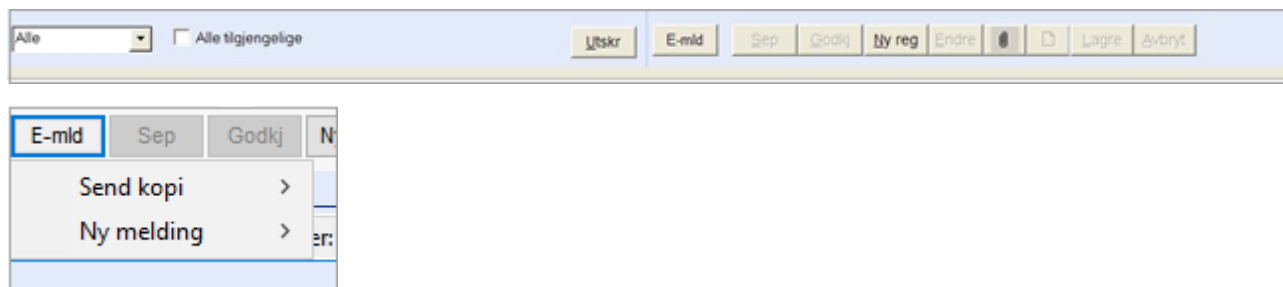 Alle Alle tilgjengelige Utskr E-mld Sep Godkj Ny reg Endre Lagre Avbryt
E-mld Sep Godkj N
Send kopi >
Ny melding > er: